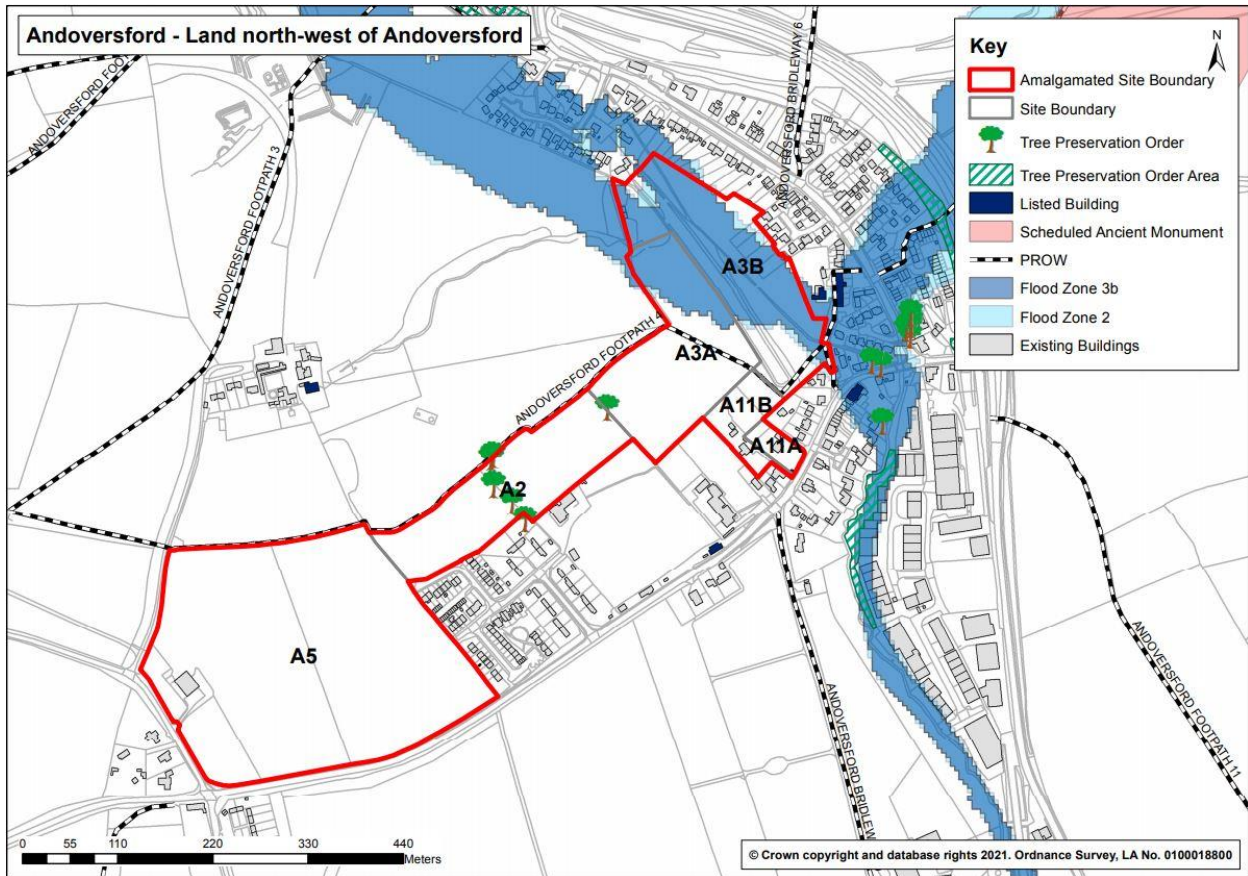 Andoversford - Land north-west of Andoversford
Key
N
Amalgamated Site Boundary
Site Boundary
Tree Preservation Order
Tree Preservation Order Area
Listed Building
Scheduled Ancient Monument
PROW
Flood Zone 3b
Flood Zone 2
Existing Buildings
ANDOVERSFORD
ANDOVERSFORD FOOTPATH 3
ANDOVERSFORD BRIDLEWAY 6
A3B
ANDOVERSFORD FOOTPATH 4
A3A
A11B
A11A
A2
A5
ANDOVERSFORD BRIDLEW
ANDOVERSFORD FOOTPATH 11
0 55 110 220 330 440
Meters
© Crown copyright and database rights 2021. Ordnance Survey, LA No. 0100018800